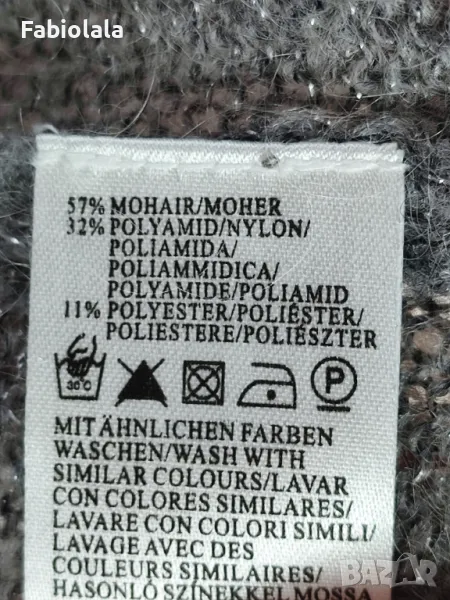 Fabiolala
57% MOHAIR/MOHER
32% POLYAMID/NYLON/
POLIAMIDA/
POLIAMMIDICA/
POLYAMIDE/POLIAMID
11% POLYESTER/POLIÉSTER/
POLIESTERE/POLIÉSZTER
30°C
P
MIT ÄHNLICHEN FARBEN
WASCHEN/WASH WITH
SIMILAR COLOURS/LAVAR
CON COLORES SIMILARES/
LAVARE CON COLORI SIMILI/
LAVAGE AVEC DES
COULEURS SIMILAIRES/
HASONLÓ SZÍNEKKEL MOSSA
BAZAR